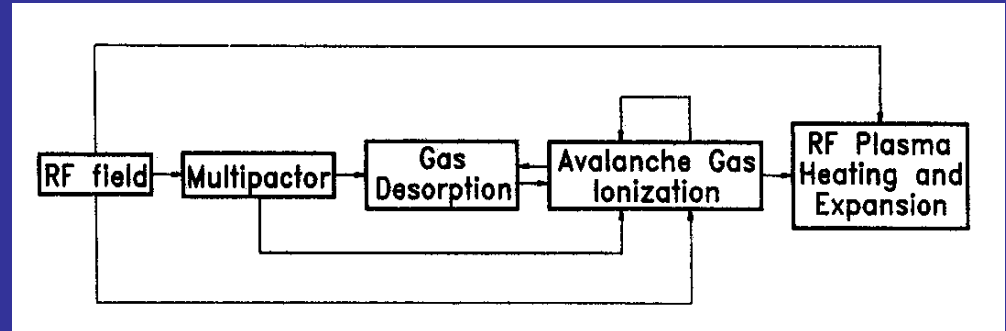 RF field
Multipactor
Gas
Desorption
Avalanche Gas
Ionization
RF Plasma
Heating and
Expansion